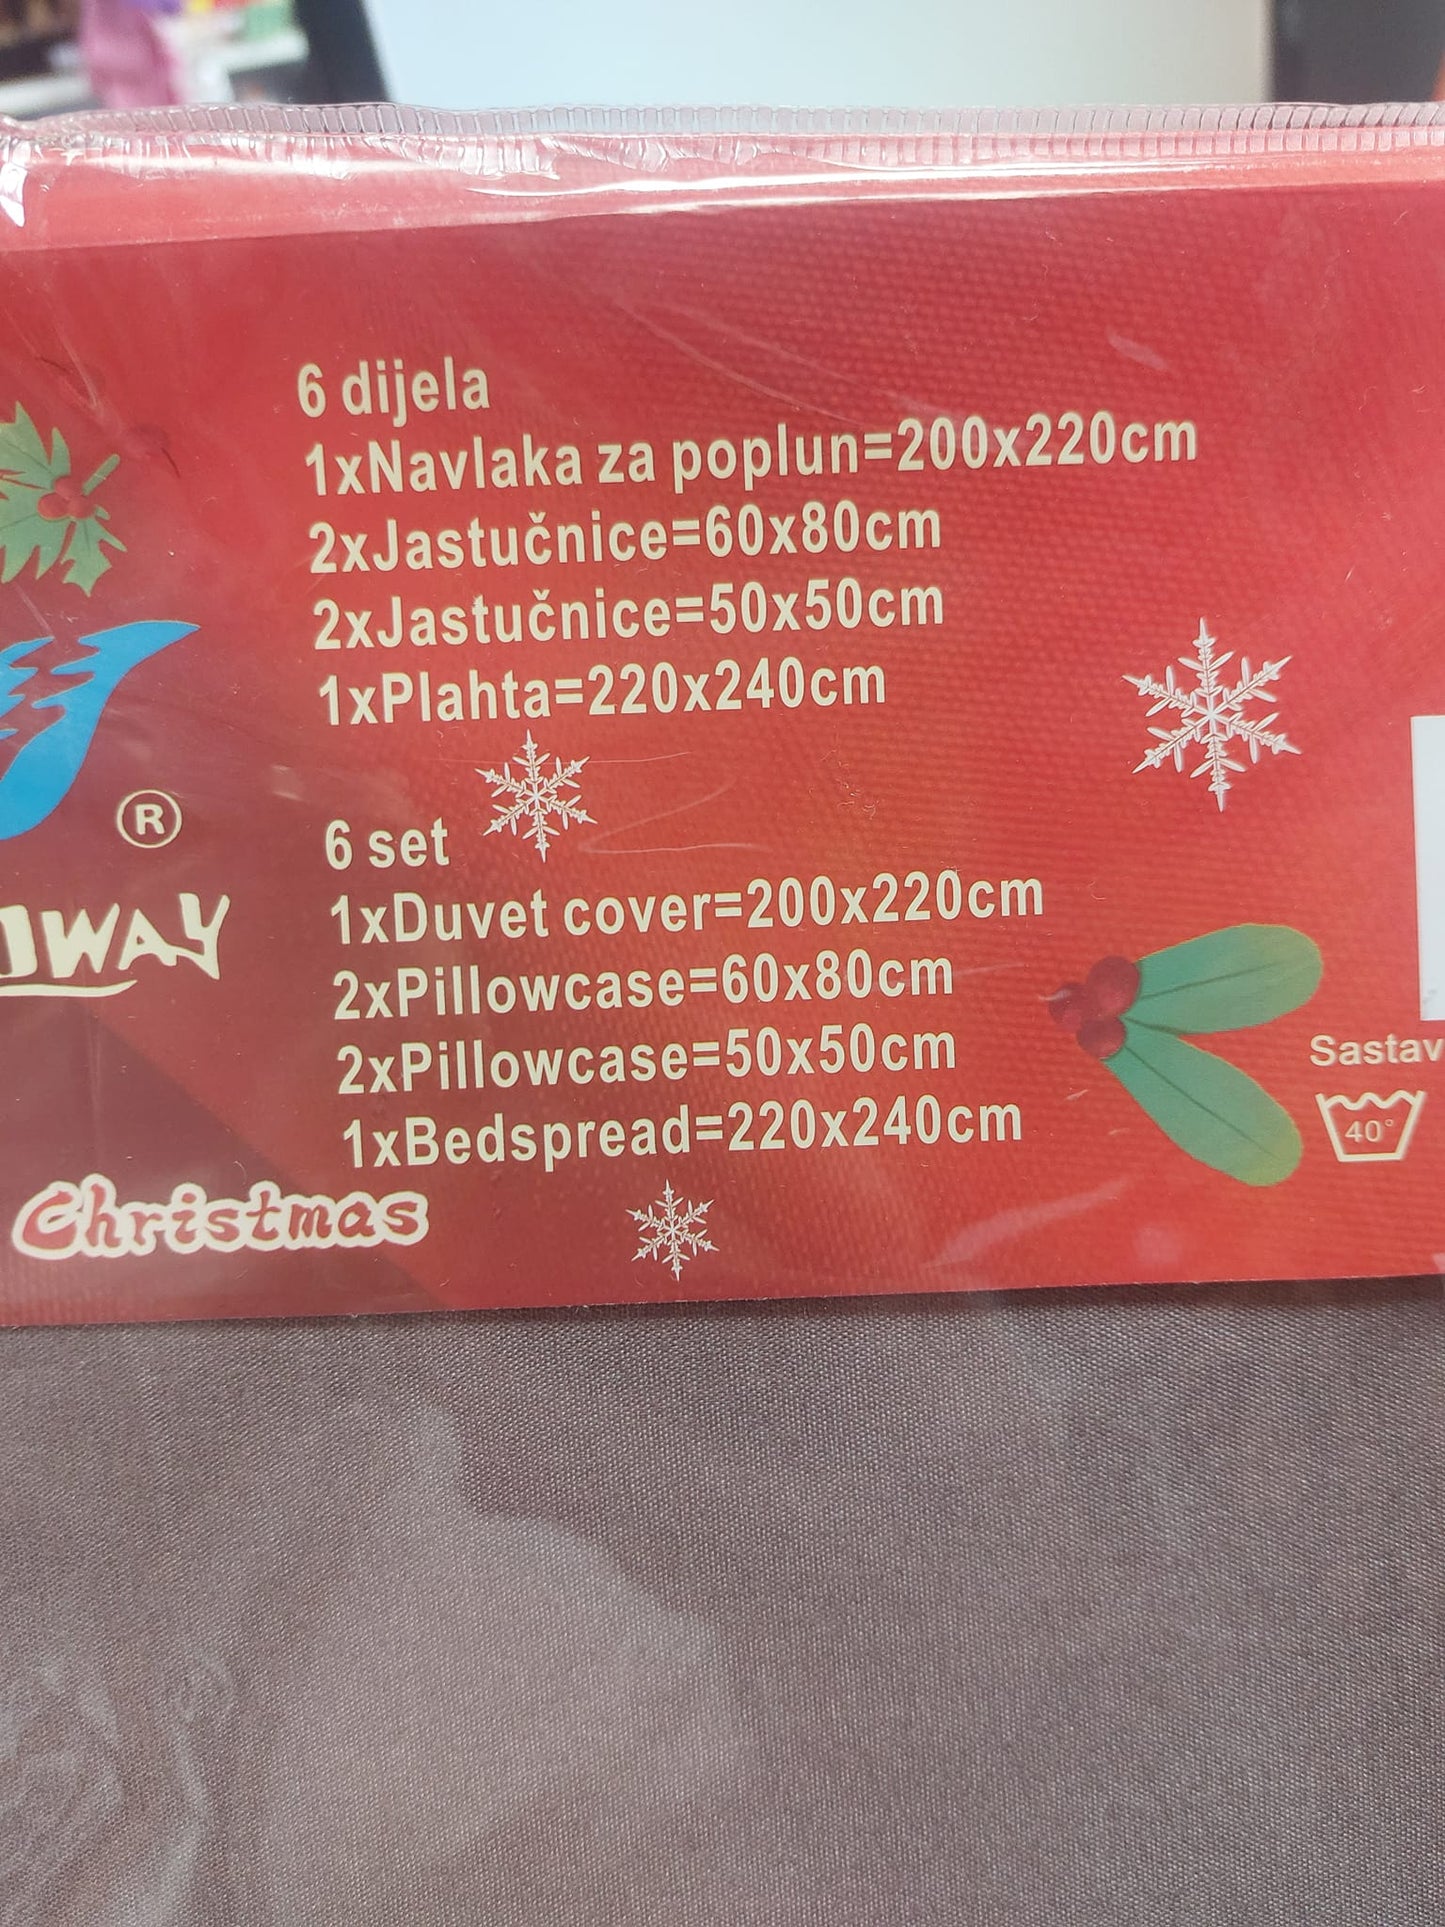 6 dijela
1xNavlaka za poplun=200x220cm
2xJastučnice=60x80cm
2xJastučnice=50x50cm
1xPlahta=220x240cm
®
6 set
1xDuvet cover=200x220cm
2xPillowcase=60x80cm
2xPillowcase=50x50cm
1xBedspread=220x240cm
Sastav
40°
Christmas